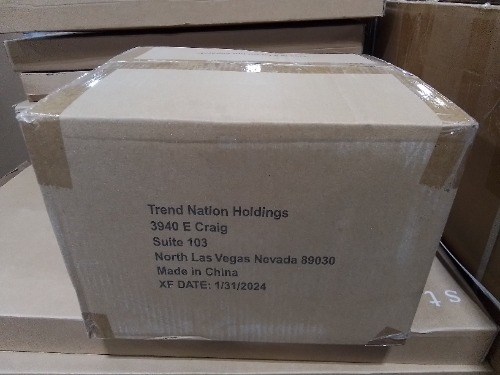 Trend Nation Holdings
3940 E Craig
Suite 103
North Las Vegas Nevada 89030
Made in China
XF DATE: 1/31/2024
st